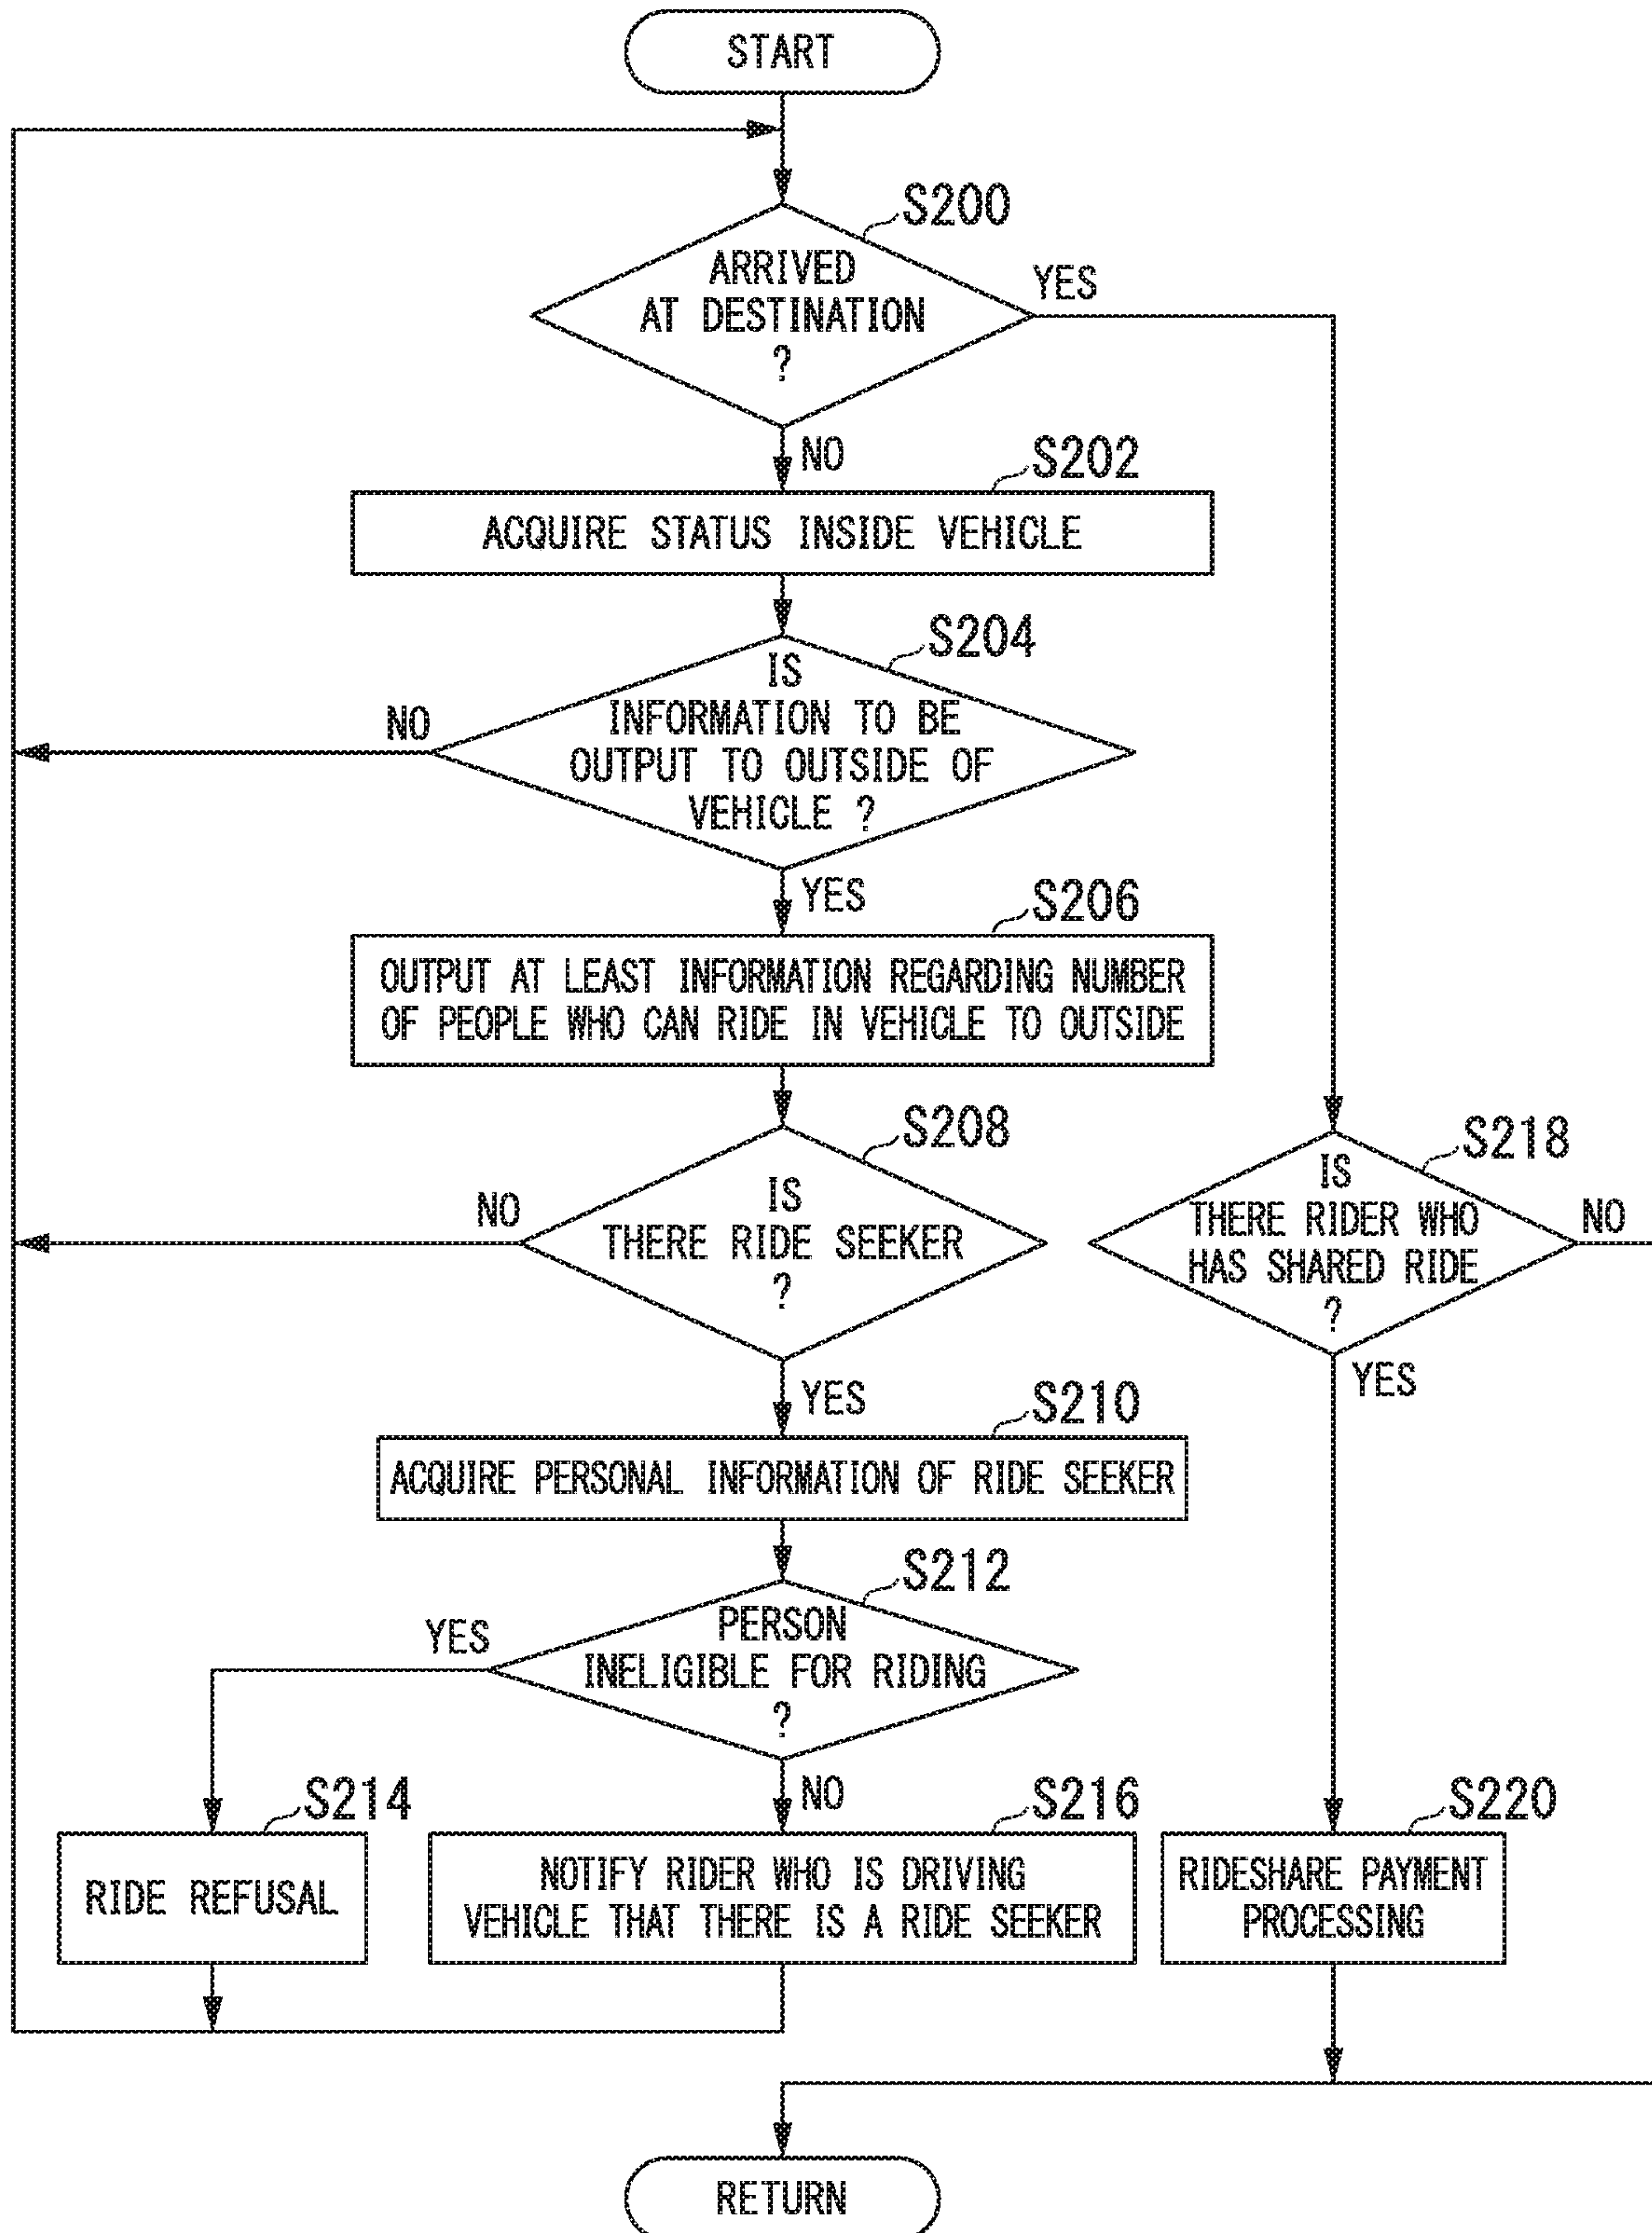 START
S200
ARRIVED
AT DESTINATION
?
YES
NO
S202
ACQUIRE STATUS INSIDE VEHICLE
S204
IS
INFORMATION TO BE
OUTPUT TO OUTSIDE OF
VEHICLE ?
NO
YES
S206
OUTPUT AT LEAST INFORMATION REGARDING NUMBER
OF PEOPLE WHO CAN RIDE IN VEHICLE TO OUTSIDE
S208
IS
THERE RIDE SEEKER
?
NO
YES
S218
IS
THERE RIDER WHO
HAS SHARED RIDE
?
NO
YES
S210
ACQUIRE PERSONAL INFORMATION OF RIDE SEEKER
S212
PERSON
INELIGIBLE FOR RIDING
?
YES
NO
S214
RIDE REFUSAL
S216
NOTIFY RIDER WHO IS DRIVING
VEHICLE THAT THERE IS A RIDE SEEKER
S220
RIDESHARE PAYMENT
PROCESSING
RETURN